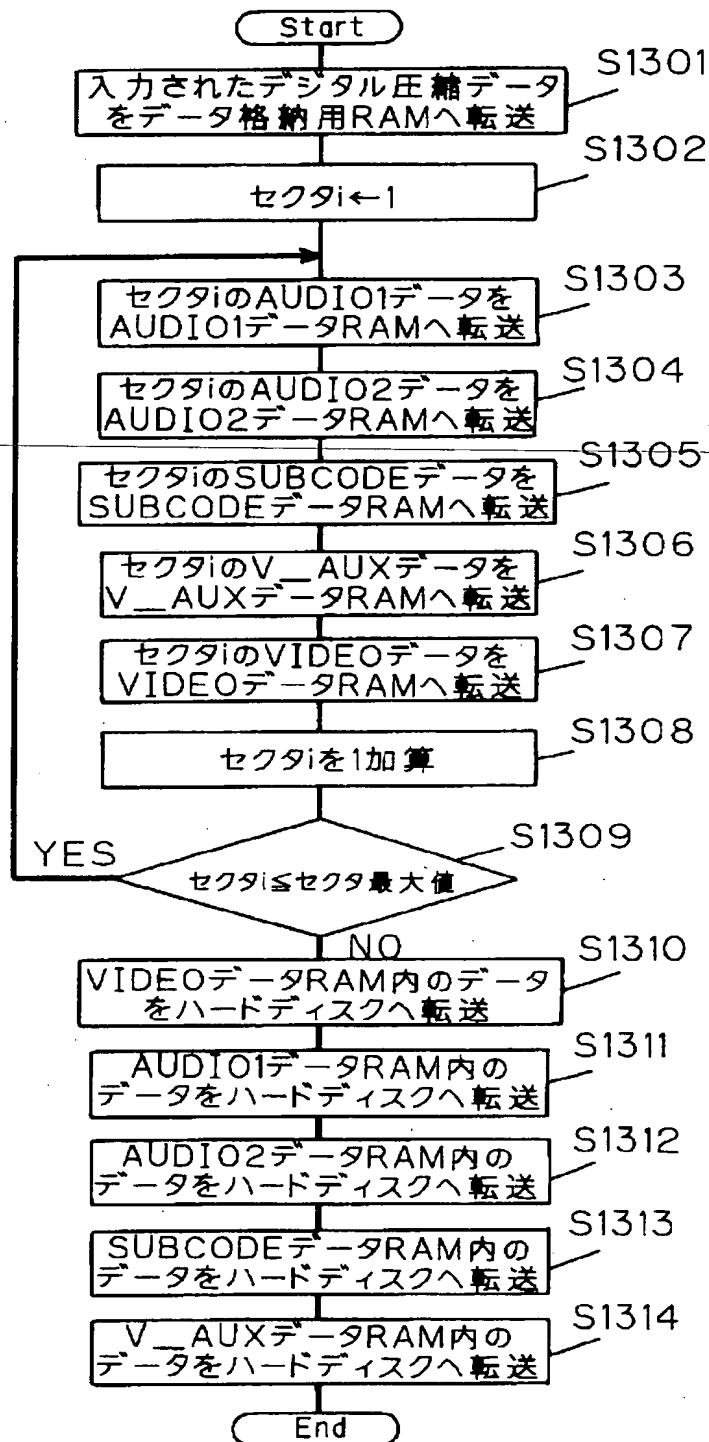 Start
S1301
入力されたデジタル圧縮データ
をデータ格納用RAMへ転送
S1302
セクタi←1
S1303
セクタiのAUDIO1データを
AUDIO1データRAMへ転送
S1304
セクタiのAUDIO2データを
AUDIO2データRAMへ転送
S1305
セクタiのSUBCODEデータを
SUBCODEデータRAMへ転送
S1306
セクタiのV__AUXデータを
V__AUXデータRAMへ転送
S1307
セクタiのVIDEOデータを
VIDEOデータRAMへ転送
S1308
セクタiを1加算
S1309
YES
セクタi≦セクタ最大値
NO
S1310
VIDEOデータRAM内のデータ
をハードディスクへ転送
S1311
AUDIO1データRAM内の
データをハードディスクへ転送
S1312
AUDIO2データRAM内の
データをハードディスクへ転送
S1313
SUBCODEデータRAM内の
データをハードディスクへ転送
S1314
V__AUXデータRAM内の
データをハードディスクへ転送
End